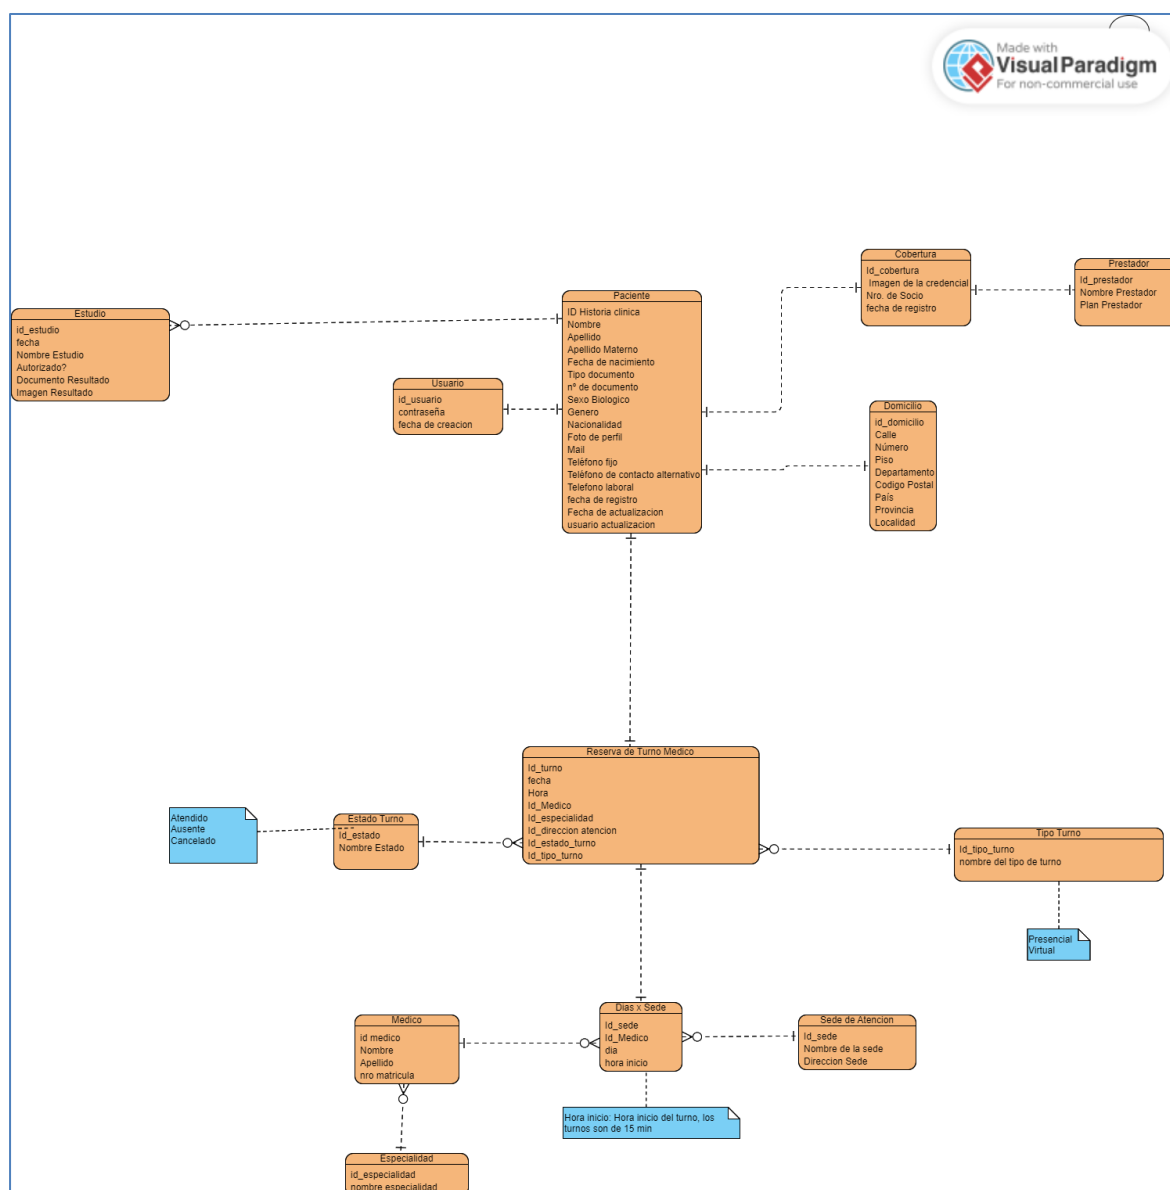 Made with
Visual Paradigm
For non-commercial use
Cobertura
Id_cobertura
Imagen de la credencial
Nro. de Socio
fecha de registro
Prestador
Id_prestador
Nombre Prestador
Plan Prestador
Estudio
id_estudio
fecha
Nombre Estudio
Autorizado?
Documento Resultado
Imagen Resultado
Paciente
ID Historia clinica
Nombre
Apellido
Apellido Materno
Fecha de nacimiento
Tipo documento
nº de documento
Sexo Biologico
Genero
Nacionalidad
Foto de perfil
Mail
Teléfono fijo
Teléfono de contacto alternativo
Telefono laboral
fecha de registro
Fecha de actualizacion
usuario actualizacion
Usuario
id_usuario
contraseña
fecha de creacion
Domicilio
id_domicilio
Calle
Número
Piso
Departamento
Codigo Postal
País
Provincia
Localidad
Reserva de Turno Medico
Id_turno
fecha
Hora
Id_Medico
Id_especialidad
Id_direccion atencion
Id_estado_turno
Id_tipo_turno
Atendido
Ausente
Cancelado
Estado Turno
Id_estado
Nombre Estado
Tipo Turno
Id_tipo_turno
nombre del tipo de turno
Presencial
Virtual
Medico
id medico
Nombre
Apellido
nro matricula
Dias x Sede
Id_sede
Id_Medico
dia
hora inicio
Sede de Atencion
Id_sede
Nombre de la sede
Direccion Sede
Hora inicio: Hora inicio del turno, los
turnos son de 15 min
Especialidad
id_especialidad
nombre especialidad